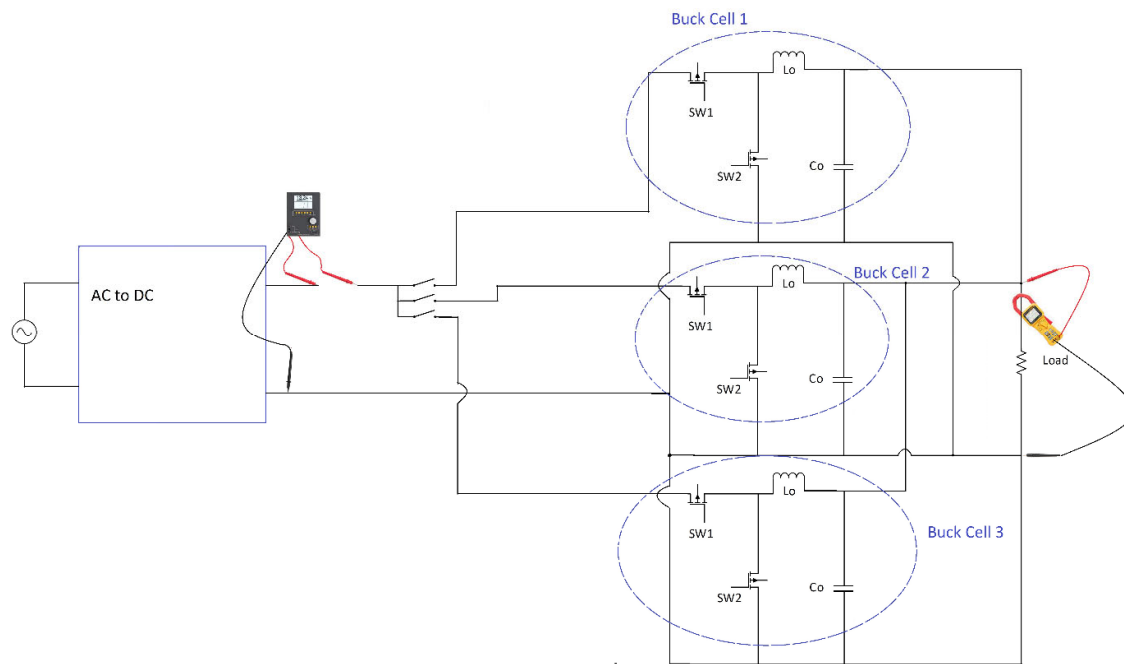 Buck Cell 1
Lo
SW1
SW2
Co
AC to DC
Buck Cell 2
Lo
SW1
SW2
Co
Load
Buck Cell 3
Lo
SW1
SW2
Co